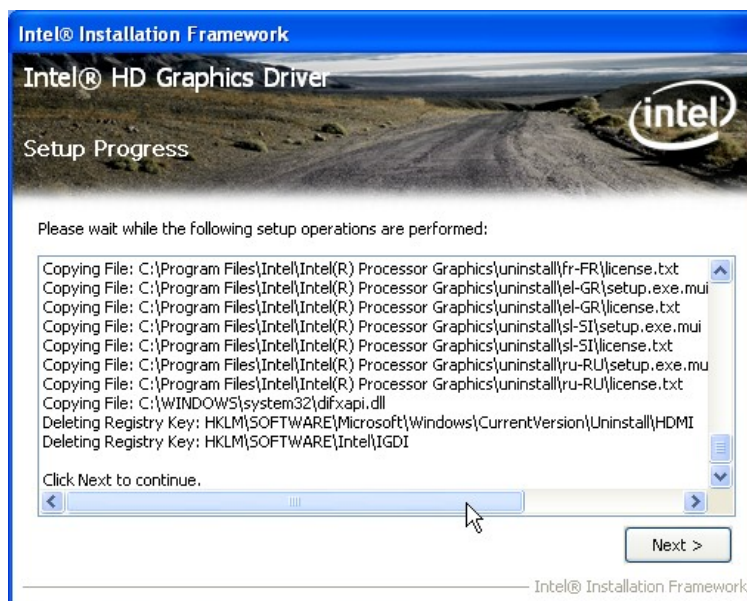 Intel® Installation Framework
Intel® HD Graphics Driver
intel
Setup Progress
Please wait while the following setup operations are performed:
Copying File: C:\Program Files\Intel\Intel(R) Processor Graphics\uninstall\fr-FR\license.txt
Copying File: C:\Program Files\Intel\Intel(R) Processor Graphics\uninstall\el-GR\setup.exe.mui
Copying File: C:\Program Files\Intel\Intel(R) Processor Graphics\uninstall\el-GR\license.txt
Copying File: C:\Program Files\Intel\Intel(R) Processor Graphics\uninstall\sl-SI\setup.exe.mui
Copying File: C:\Program Files\Intel\Intel(R) Processor Graphics\uninstall\sl-SI\license.txt
Copying File: C:\Program Files\Intel\Intel(R) Processor Graphics\uninstall\ru-RU\setup.exe.mu
Copying File: C:\Program Files\Intel\Intel(R) Processor Graphics\uninstall\ru-RU\license.txt
Copying File: C:\WINDOWS\system32\difxapi.dll
Deleting Registry Key: HKLM\SOFTWARE\Microsoft\Windows\CurrentVersion\Uninstall\HDMI
Deleting Registry Key: HKLM\SOFTWARE\Intel\IGDI
Click Next to continue.
Next >
Intel® Installation Framework